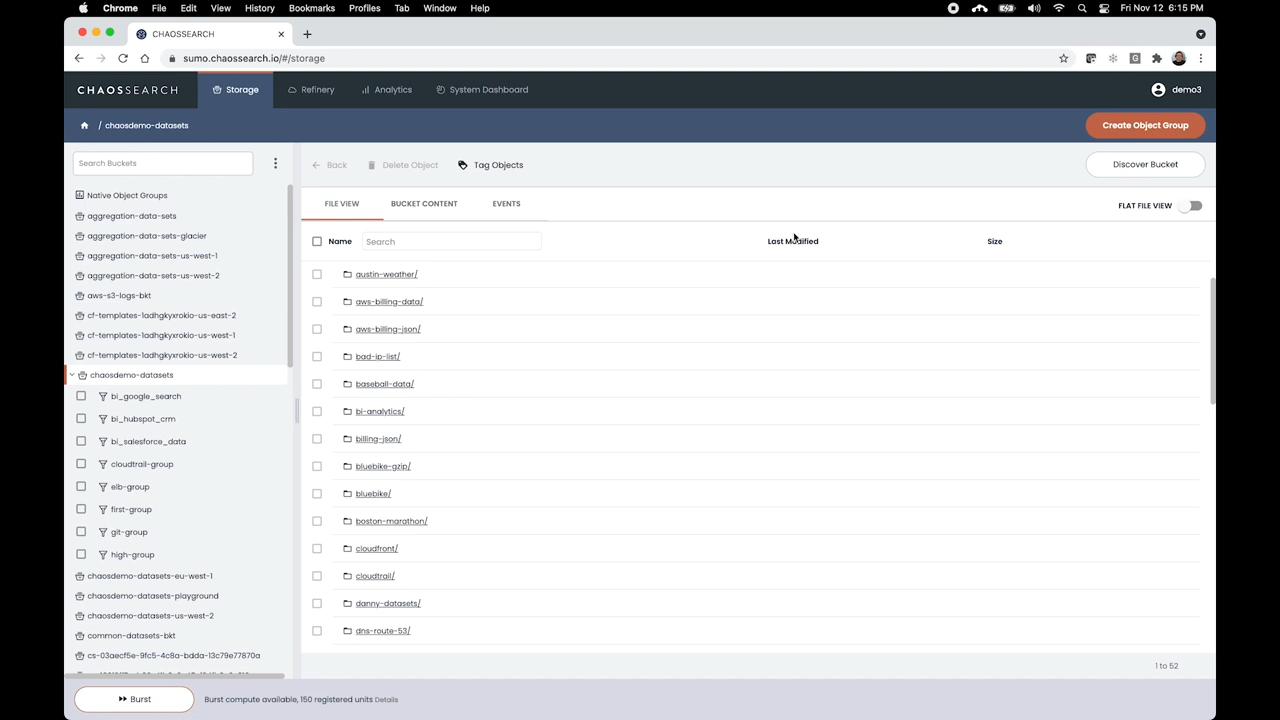 Chrome File Edit View History Bookmarks Profiles Tab Window Help Fri Nov 12 6:15 PM
CHAOSSEARCH
sumo.chaossearch.io/#/storage
CHAOSSEARCH Storage Refinery Analytics System Dashboard demo3
/ chaosdemo-datasets Create Object Group
Search Buckets
Back Delete Object Tag Objects Discover Bucket
Native Object Groups
aggregation-data-sets
aggregation-data-sets-glacier
aggregation-data-sets-us-west-1
aggregation-data-sets-us-west-2
aws-s3-logs-bkt
cf-templates-1adhgkyxrokio-us-east-2
cf-templates-1adhgkyxrokio-us-west-1
cf-templates-1adhgkyxrokio-us-west-2
chaosdemo-datasets
bi_google_search
bi_hubspot_crm
bi_salesforce_data
cloudtrail-group
elb-group
first-group
git-group
high-group
chaosdemo-datasets-eu-west-1
chaosdemo-datasets-playground
chaosdemo-datasets-us-west-2
common-datasets-bkt
cs-03aecf5e-9fc5-4c8a-bdda-13c79e77870a
FILE VIEW BUCKET CONTENT EVENTS FLAT FILE VIEW
Name Search Last Modified Size
austin-weather/
aws-billing-data/
aws-billing-json/
bad-ip-list/
baseball-data/
bi-analytics/
billing-json/
bluebike-gzip/
bluebike/
boston-marathon/
cloudfront/
cloudtrail/
danny-datasets/
dns-route-53/
1 to 52
Burst Burst compute available, 150 registered units Details